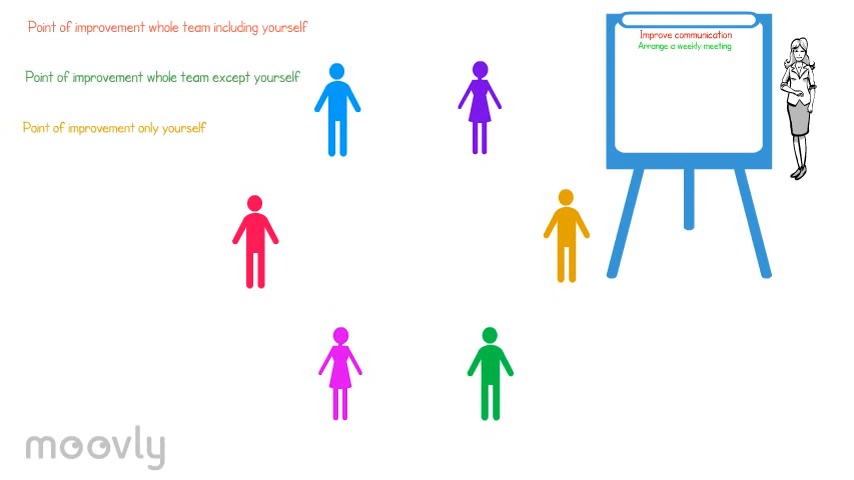 Point of improvement whole team including yourself
Point of improvement whole team except yourself
Point of improvement only yourself
Improve communication
Arrange a weekly meeting
moovly